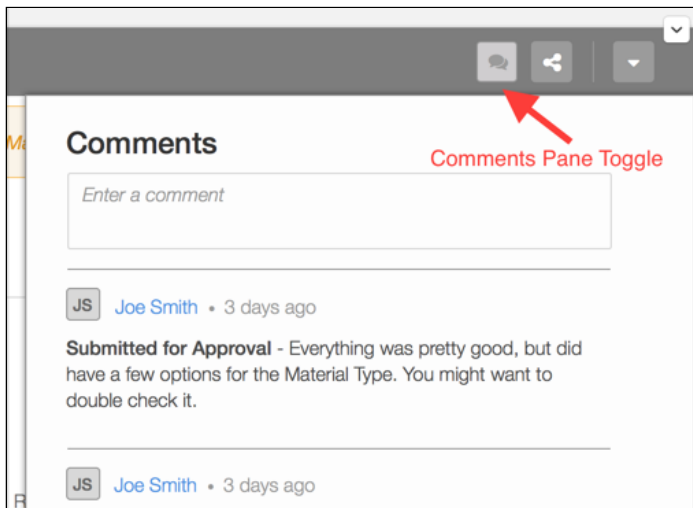 Ma
Comments
Comments Pane Toggle
Enter a comment
JS Joe Smith • 3 days ago
Submitted for Approval - Everything was pretty good, but did
have a few options for the Material Type. You might want to
double check it.
JS Joe Smith • 3 days ago
R